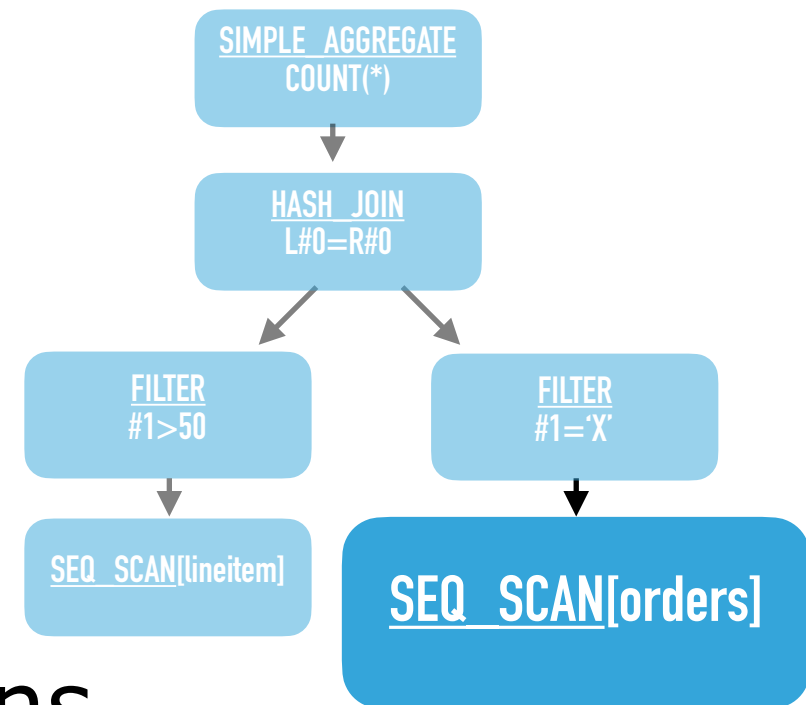 SIMPLE_AGGREGATE
COUNT(*)
HASH_JOIN
L#0=R#0
FILTER
#1>50
FILTER
#1=‘X’
SEQ_SCAN[lineitem]
SEQ_SCAN[orders]